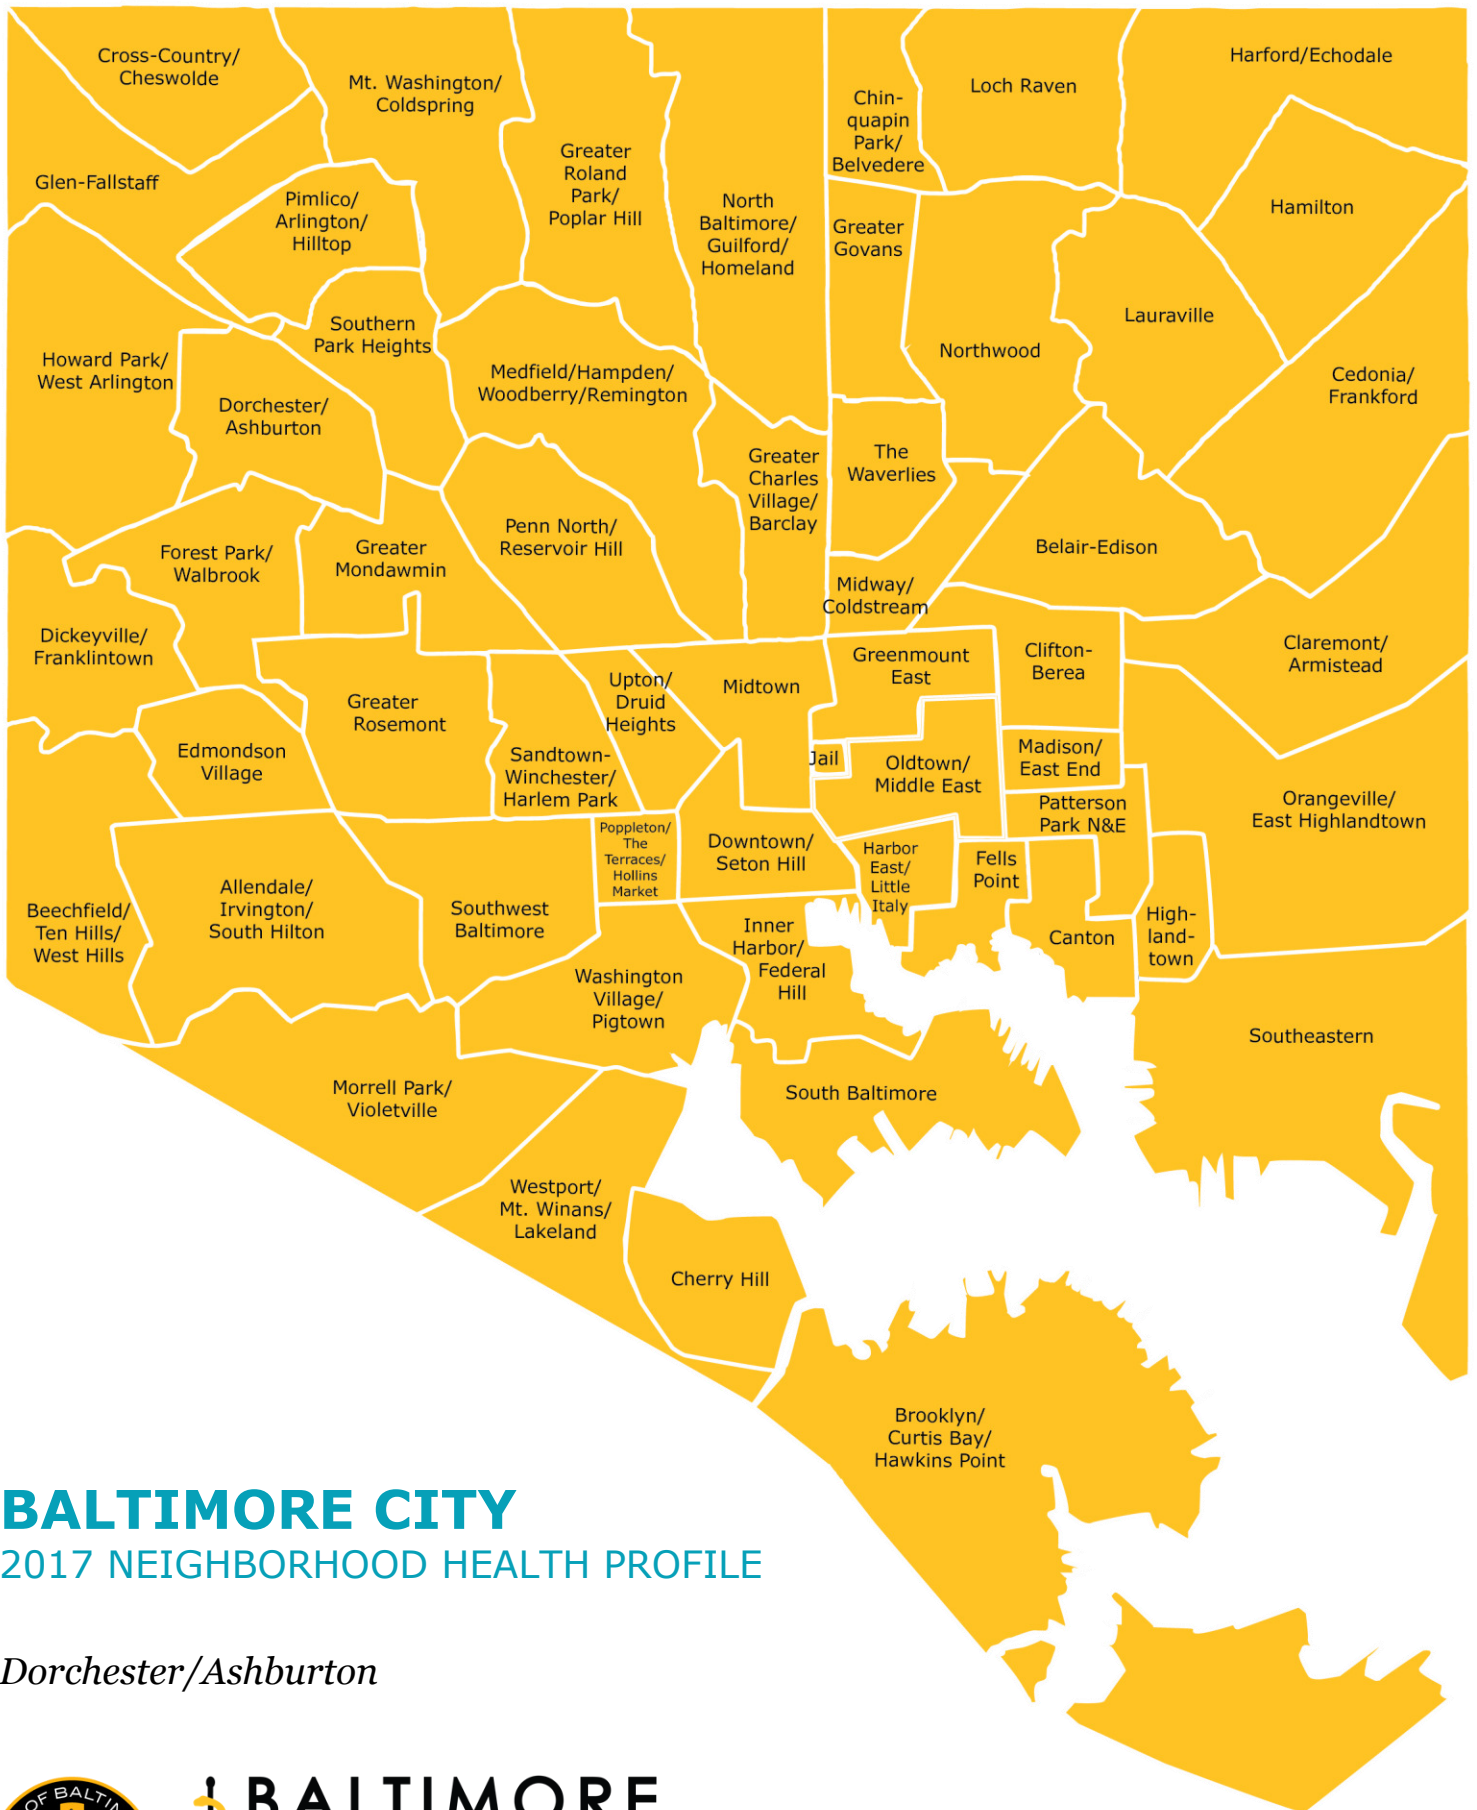 Cross-Country/
Cheswolde
Mt. Washington/
Coldspring
Greater
Roland
Park/
Poplar Hill
North
Baltimore/
Guilford/
Homeland
Chin-
quapin
Park/
Belvedere
Loch Raven
Harford/Echodale
Glen-Fallstaff
Pimlico/
Arlington/
Hilltop
Greater
Govans
Hamilton
Southern
Park Heights
Lauraville
Northwood
Howard Park/
West Arlington
Dorchester/
Ashburton
Medfield/Hampden/
Woodberry/Remington
Cedonia/
Frankford
Greater
Charles
Village/
Barclay
The
Waverlies
Penn North/
Reservoir Hill
Forest Park/
Walbrook
Greater
Mondawmin
Belair-Edison
Midway/
Coldstream
Dickeyville/
Franklintown
Greenmount
East
Clifton-
Berea
Claremont/
Armistead
Greater
Rosemont
Upton/
Druid
Heights
Midtown
Edmondson
Village
Sandtown-
Winchester/
Harlem Park
Jail
Oldtown/
Middle East
Madison/
East End
Patterson
Park N&E
Orangeville/
East Highlandtown
Poppleton/
The
Terraces/
Hollins
Market
Downtown/
Seton Hill
Harbor
East/
Little
Italy
Fells
Point
Allendale/
Irvington/
South Hilton
Beechfield/
Ten Hills/
West Hills
Southwest
Baltimore
Inner
Harbor/
Federal
Hill
Canton
High-
land-
town
Washington
Village/
Pigtown
Southeastern
Morrell Park/
Violetville
South Baltimore
Westport/
Mt. Winans/
Lakeland
Cherry Hill
Brooklyn/
Curtis Bay/
Hawkins Point
BALTIMORE CITY
2017 NEIGHBORHOOD HEALTH PROFILE
Dorchester/Ashburton
OF BALTI
BALTIMORE